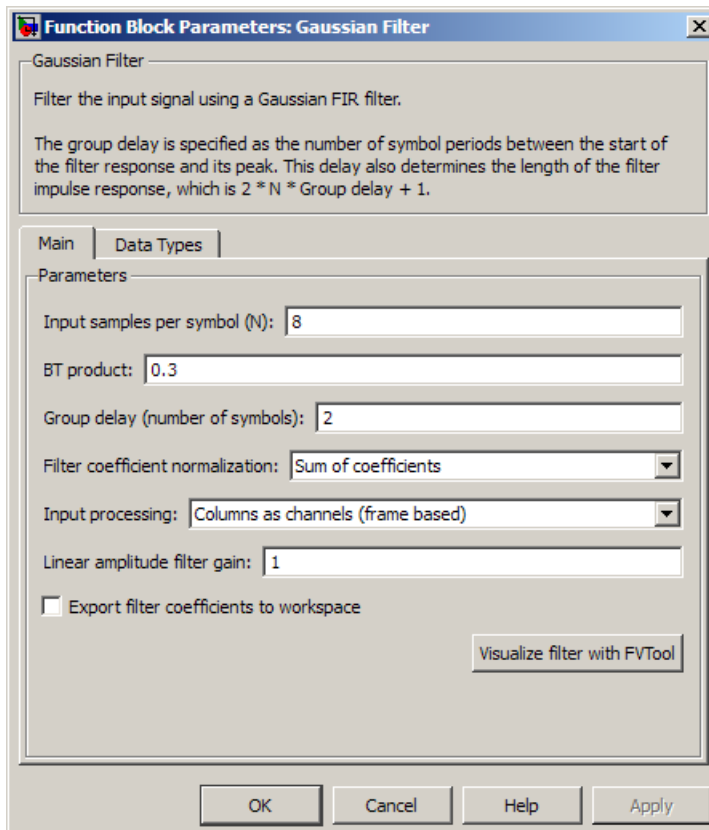 Function Block Parameters: Gaussian Filter
Gaussian Filter
Filter the input signal using a Gaussian FIR filter.
The group delay is specified as the number of symbol periods between the start of
the filter response and its peak. This delay also determines the length of the filter
impulse response, which is 2 * N * Group delay + 1.
Main Data Types
Parameters
Input samples per symbol (N): 8
BT product: 0.3
Group delay (number of symbols): 2
Filter coefficient normalization: Sum of coefficients
Input processing: Columns as channels (frame based)
Linear amplitude filter gain: 1
Export filter coefficients to workspace
Visualize filter with FVTool
OK Cancel Help Apply